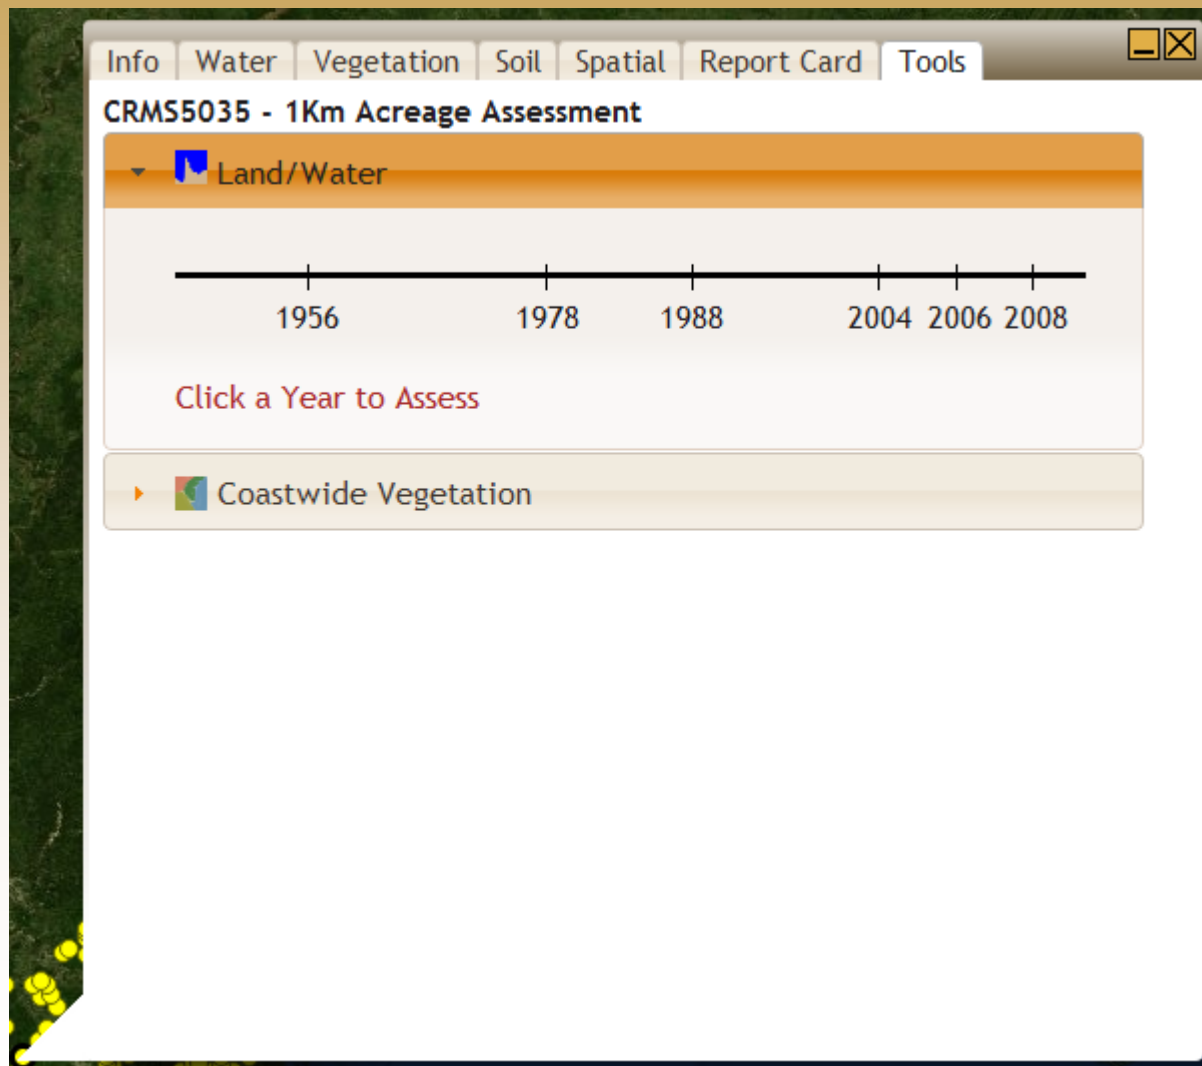 Info Water Vegetation Soil Spatial Report Card Tools
CRMS5035 - 1Km Acreage Assessment
Land/Water
1956 1978 1988 2004 2006 2008
Click a Year to Assess
Coastwide Vegetation